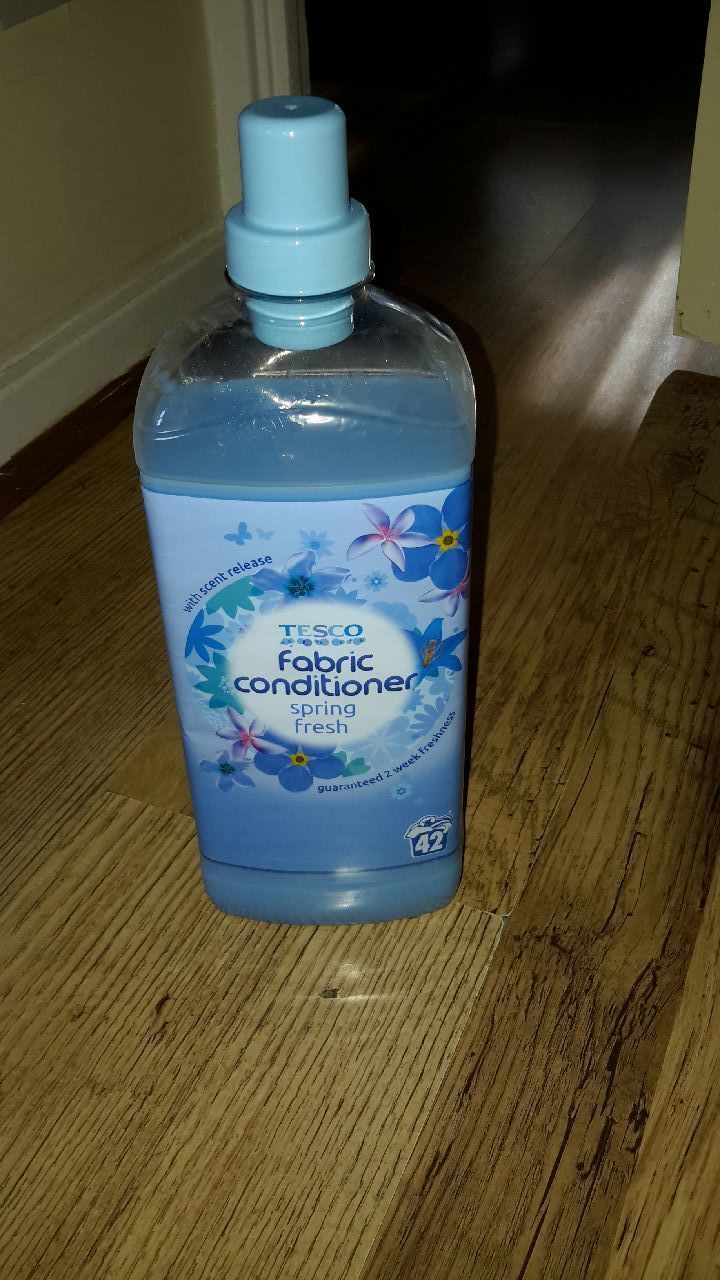 with scent release
TESCO
fabric
conditioner
spring
fresh
guaranteed 2 week freshness
42